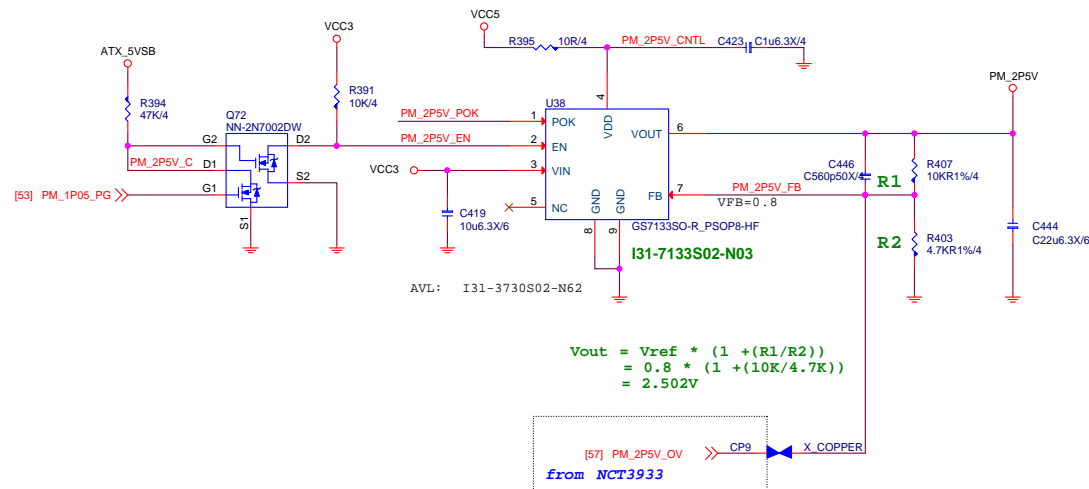 VCC5
VCC3
ATX_5VSB
R395
10R/4
PM_2P5V_CNTL
C423
C1u6.3X/4
PM_2P5V
R394
47K/4
R391
10K/4
Q72
NN-2N7002DW
U38
4
PM_2P5V_POK
1
POK
VDD
VOUT
6
G2
D2
PM_2P5V_EN
2
EN
PM_2P5V_C
D1
VCC3
3
VIN
C446
C560p50X/4
R1
R407
10KR1%/4
[53] PM_1P05_PG
G1
S2
PM_2P5V_FB
FB
7
VFB=0.8
S1
C419
10u6.3X/6
5
NC
GND
GND
GS7133SO-R_PSOP8-HF
8
9
R2
R403
4.7KR1%/4
C444
C22u6.3X/6
I31-7133S02-N03
AVL: I31-3730S02-N62
Vout = Vref * (1 +(R1/R2))
= 0.8 * (1 +(10K/4.7K))
= 2.502V
[57] PM_2P5V_OV
CP9
X_COPPER
from NCT3933